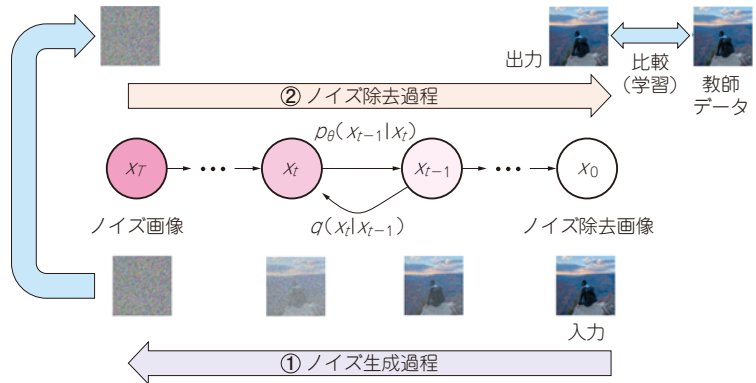 出力
比較
(学習)
教師
データ
② ノイズ除去過程
pθ(xt−1|xt)
xT
•••
xt
xt−1
•••
x0
ノイズ画像
q(xt|xt−1)
ノイズ除去画像
入力
① ノイズ生成過程